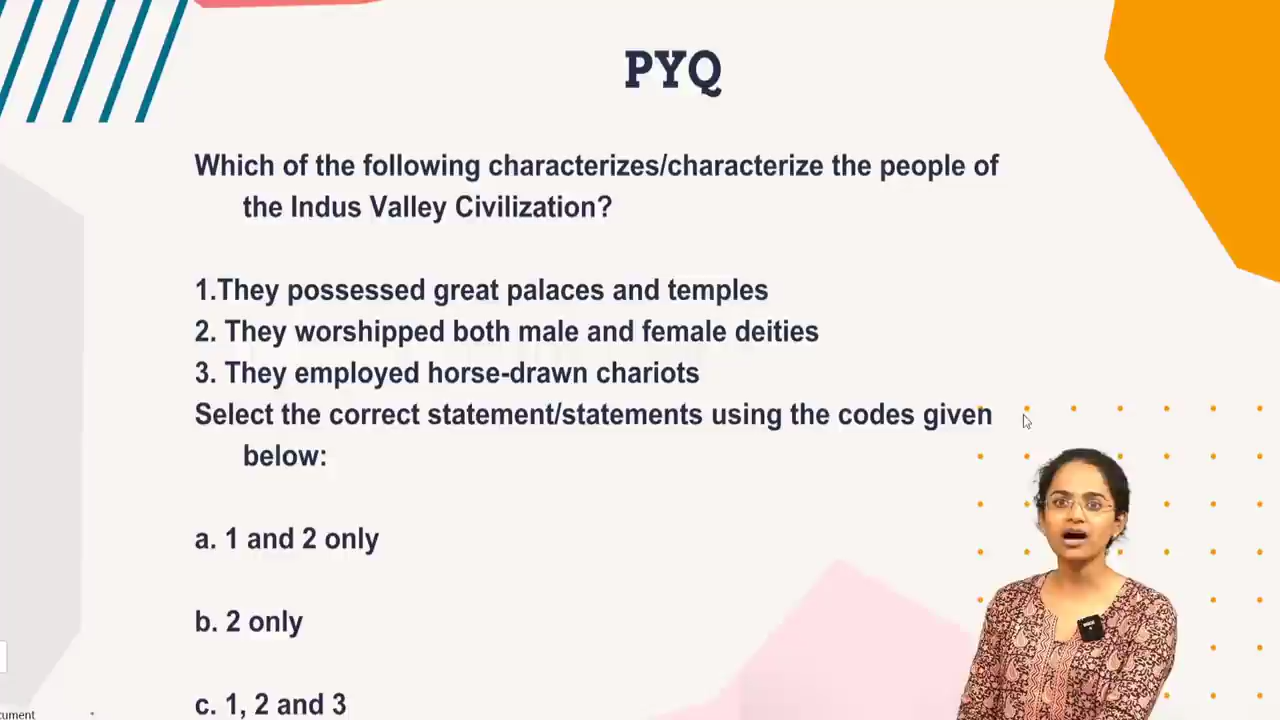 PYQ
Which of the following characterizes/characterize the people of
the Indus Valley Civilization?
1.They possessed great palaces and temples
2. They worshipped both male and female deities
3. They employed horse-drawn chariots
Select the correct statement/statements using the codes given
below:
a. 1 and 2 only
b. 2 only
c. 1, 2 and 3
cument